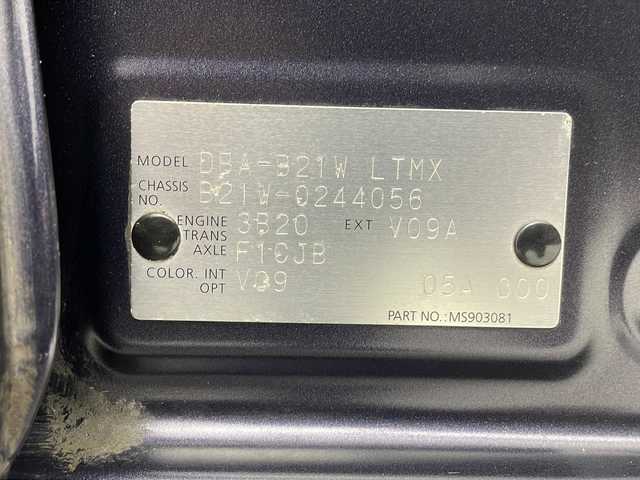 MODEL DBA-B21W LTMX
CHASSIS NO. B21W-0244056
ENGINE 3B20 EXT V09A
TRANS AXLE F1CJB
COLOR. INT V09
OPT 05A 000
PART NO.: MS903081